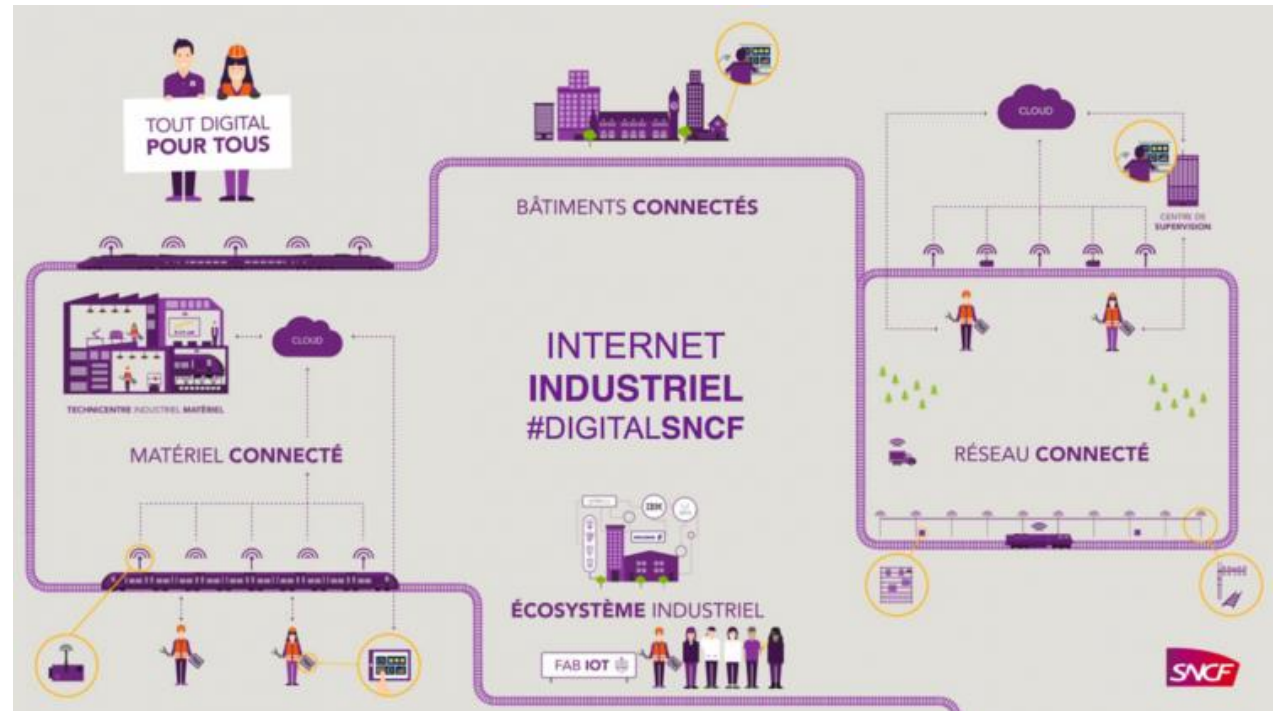 TOUT DIGITAL
POUR TOUS
BÂTIMENTS CONNECTÉS
CLOUD
CENTRE DE
SUPERVISION
CLOUD
TECHNICENTRE INDUSTRIEL MATÉRIEL
MATÉRIEL CONNECTÉ
INTERNET
INDUSTRIEL
#DIGITALSNCF
RÉSEAU CONNECTÉ
IBM
ÉCOSYSTÈME INDUSTRIEL
FAB IOT
SNCF